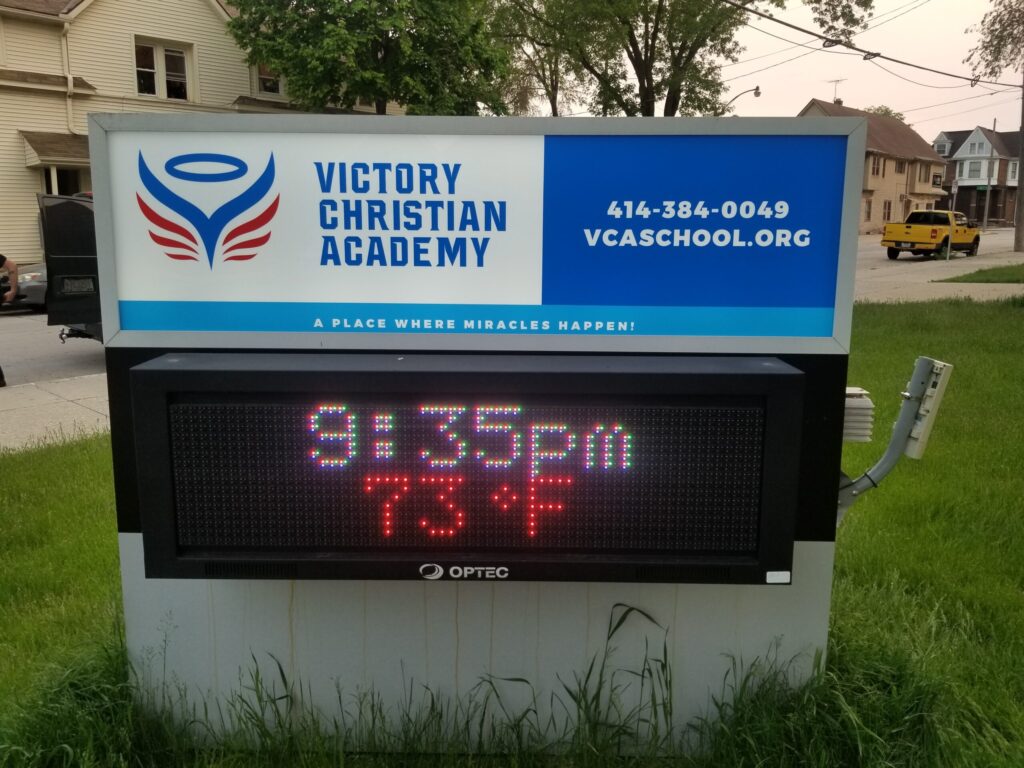 VICTORY
CHRISTIAN
ACADEMY
414-384-0049
VCASCHOOL.ORG
A PLACE WHERE MIRACLES HAPPEN!
9:35pm
73°F
OPTEC